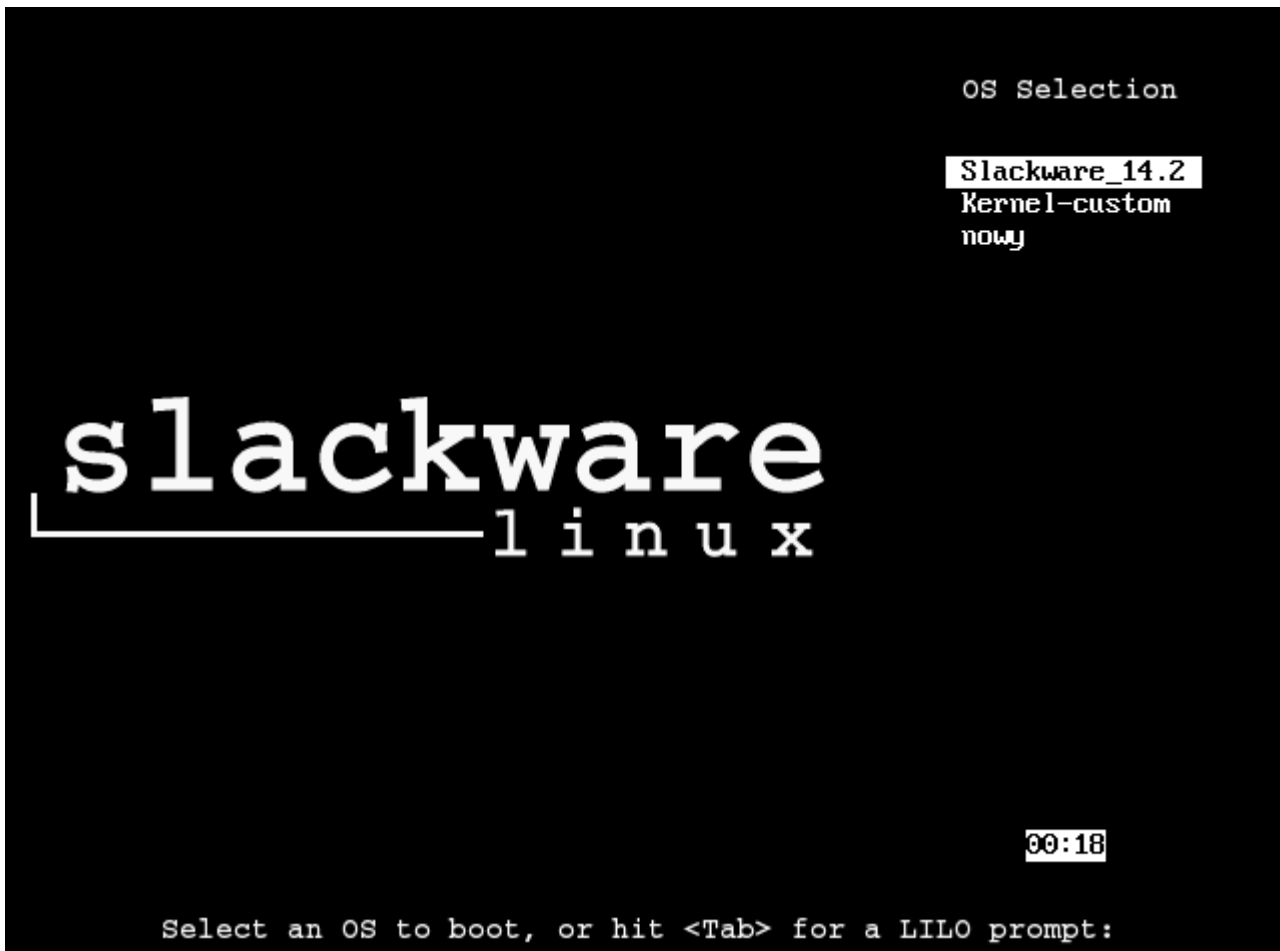 OS Selection
Slackware_14.2
Kernel-custom
nowy
slackware
linux
00:18
Select an OS to boot, or hit <Tab> for a LILO prompt: